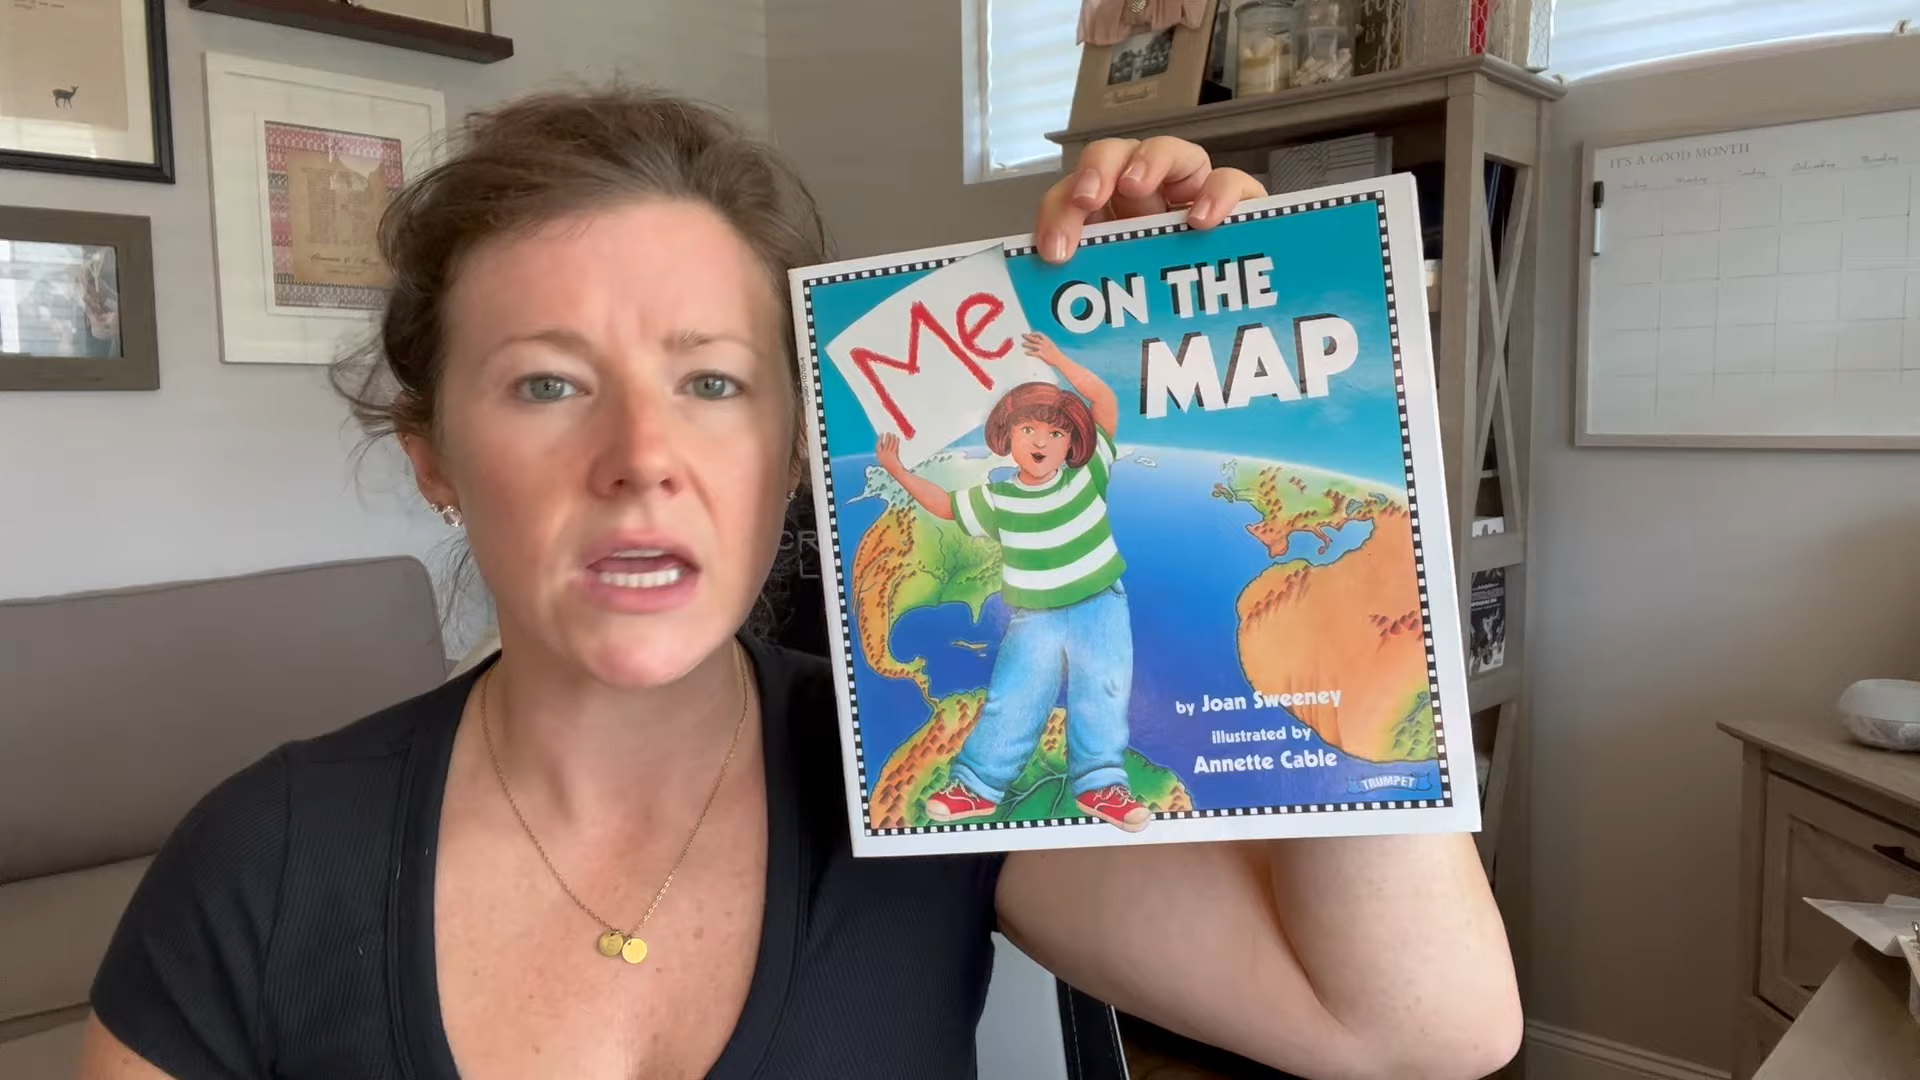 Me
ON THE
MAP
by Joan Sweeney
illustrated by
Annette Cable
TRUMPET
IT'S A GOOD MONTH